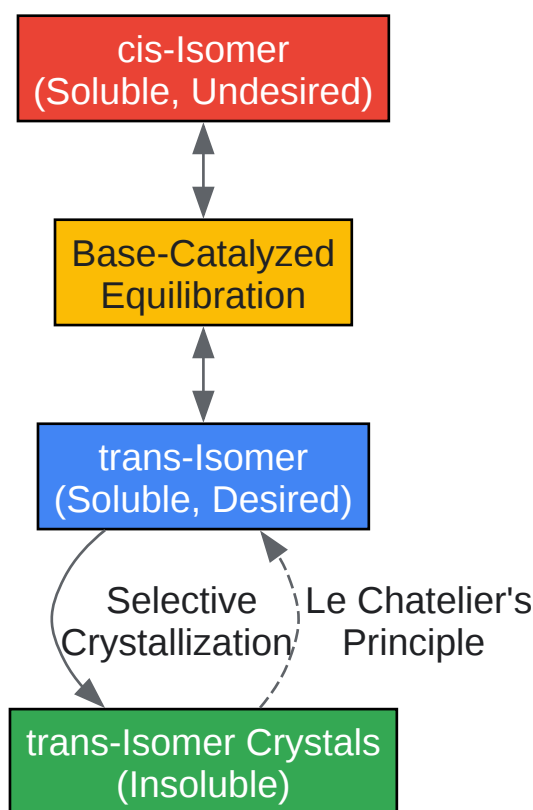 cis-Isomer
(Soluble, Undesired)
Base-Catalyzed
Equilibration
trans-Isomer
(Soluble, Desired)
Selective
Crystallization
Le Chatelier's
Principle
trans-Isomer Crystals
(Insoluble)